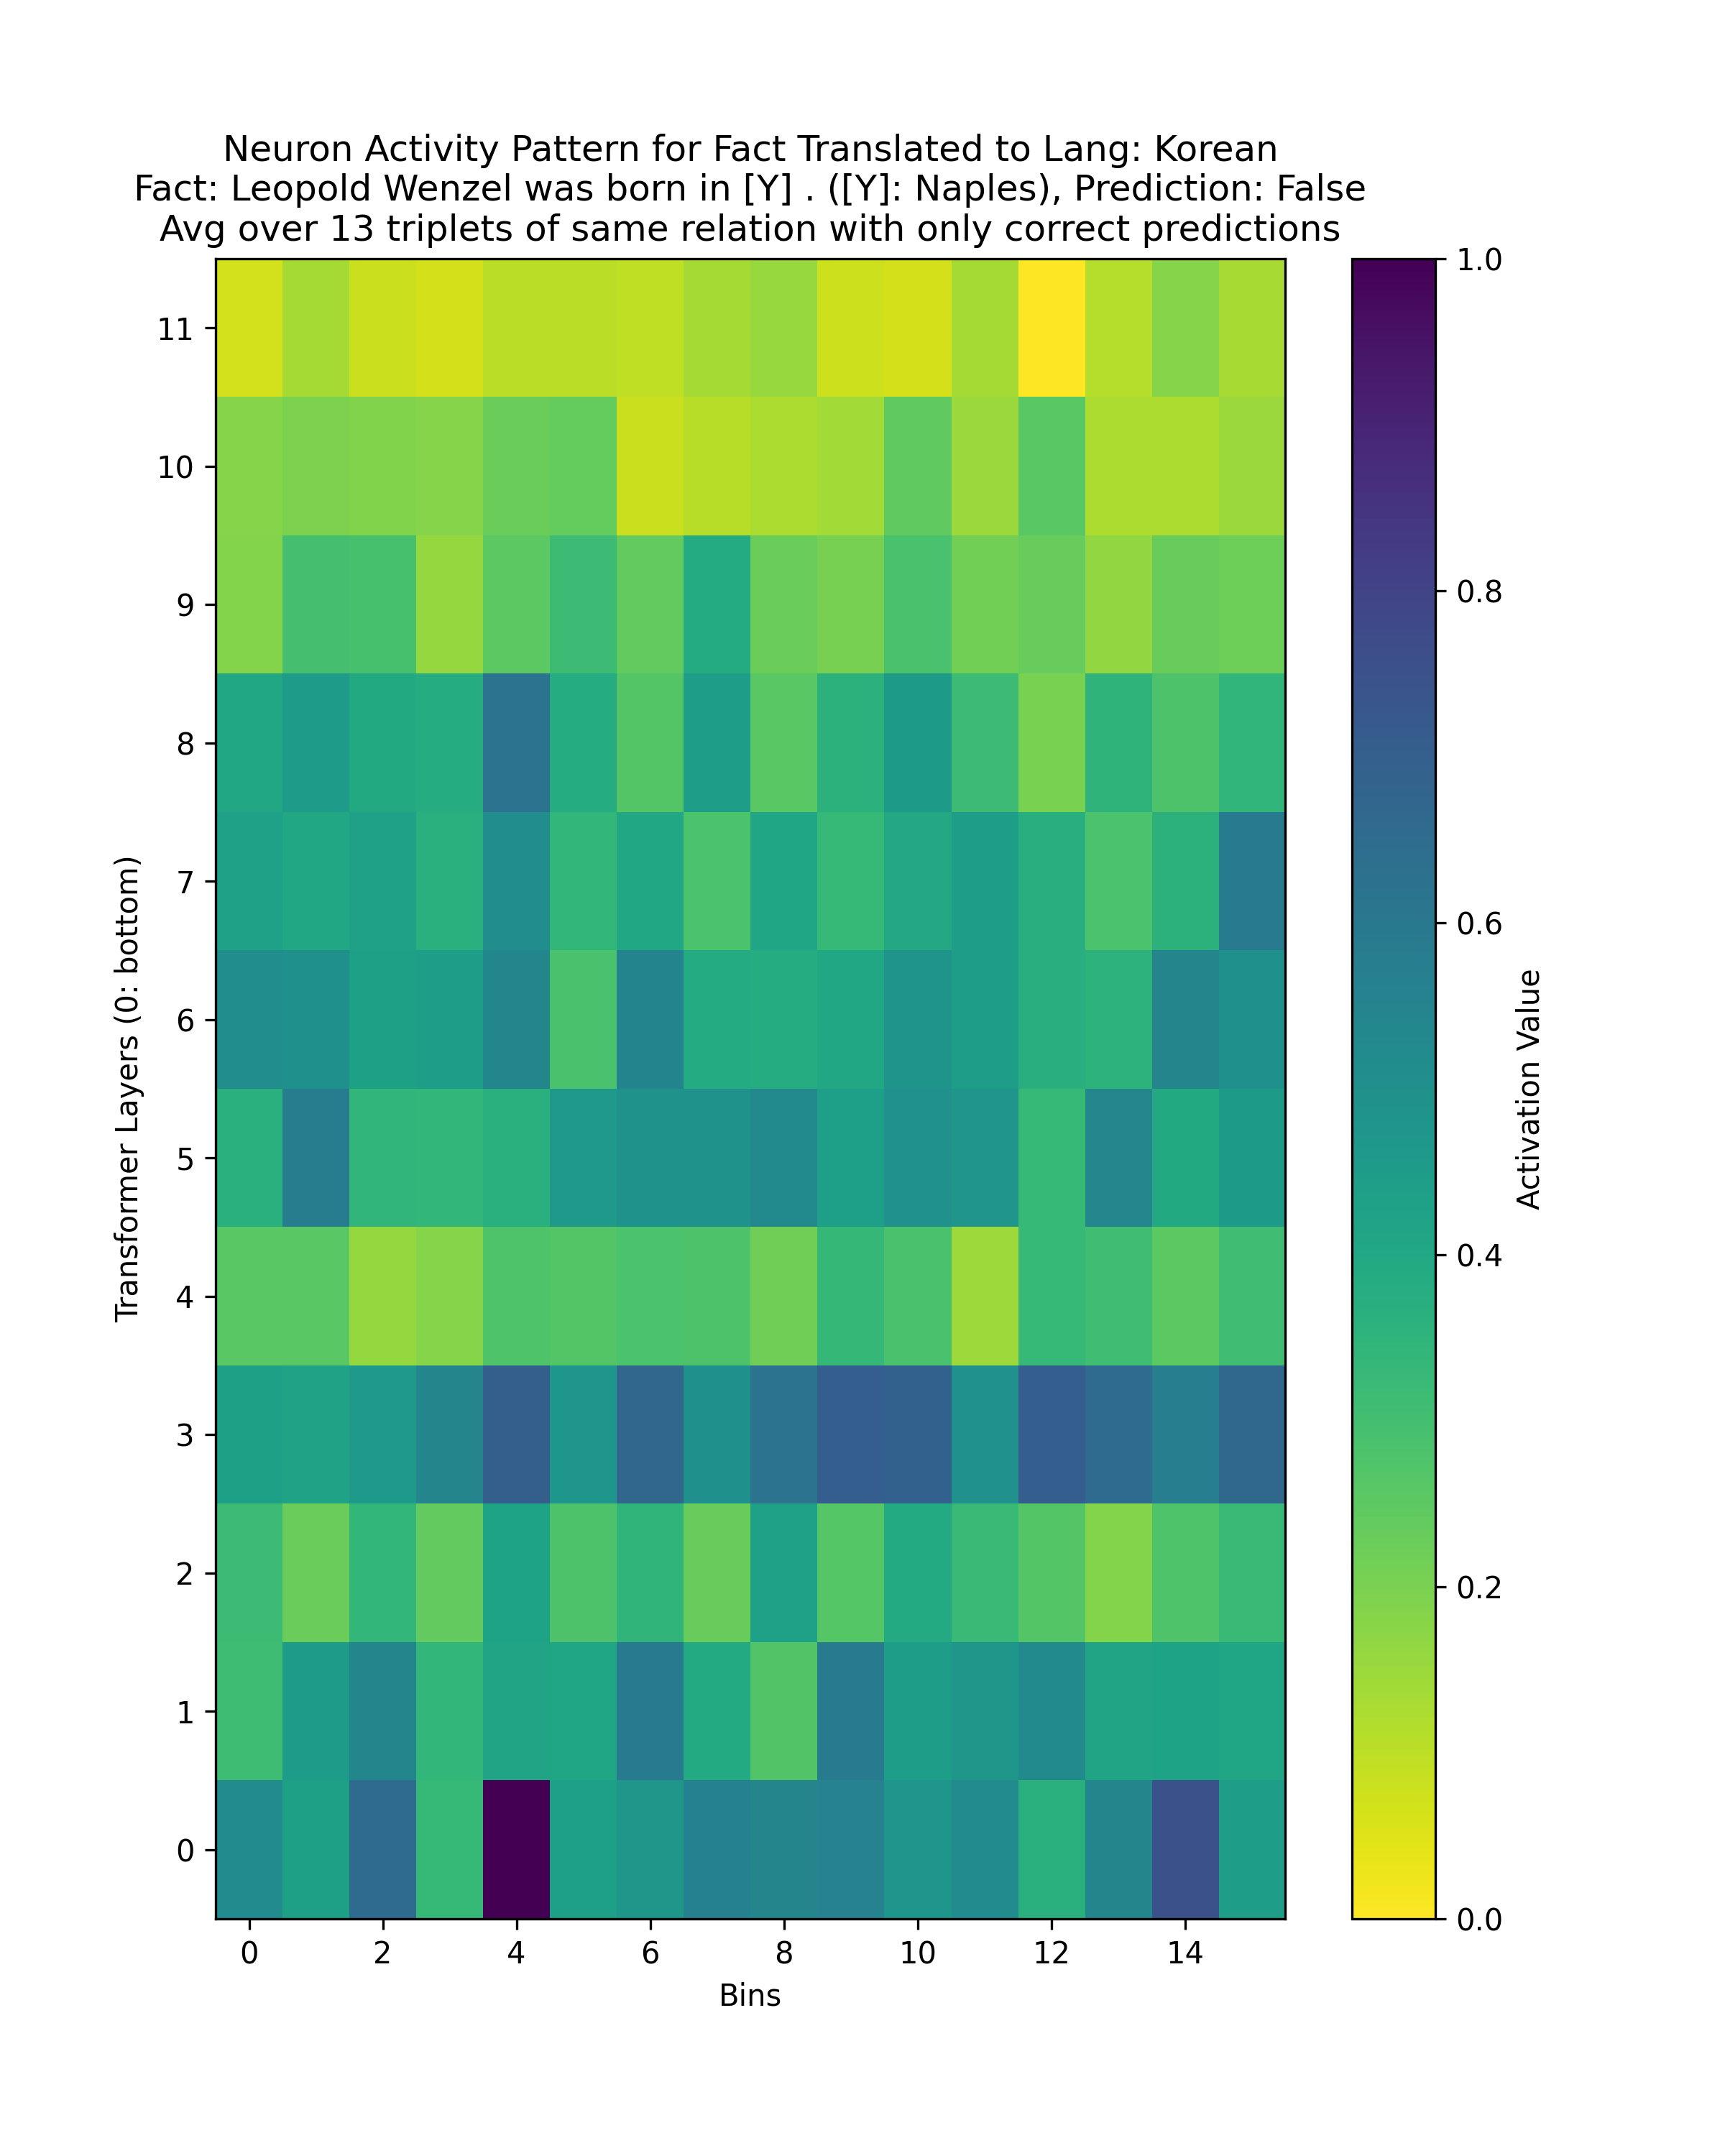 Neuron Activity Pattern for Fact Translated to Lang: Korean
Fact: Leopold Wenzel was born in [Y] . ([Y]: Naples), Prediction: False
Avg over 13 triplets of same relation with only correct predictions
11
10
9
8
7
6
5
4
3
2
1
0
Transformer Layers (0: bottom)
0 2 4 6 8 10 12 14
Bins
1.0
0.8
0.6
0.4
0.2
0.0
Activation Value